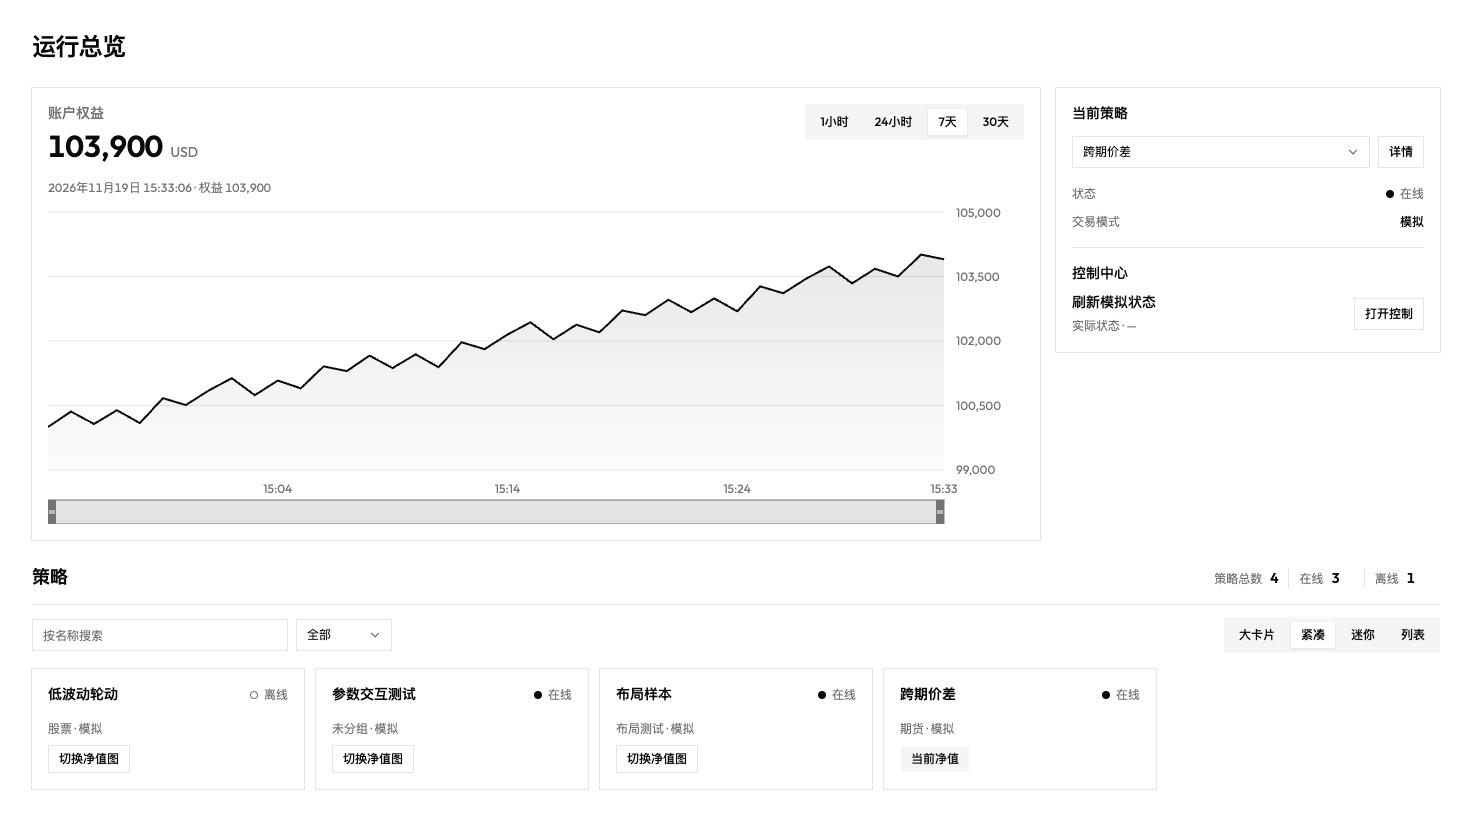 运行总览
账户权益
103,900 USD
1小时 24小时 7天 30天
2026年11月19日 15:33:06 · 权益 103,900
105,000
103,500
102,000
100,500
99,000
15:04 15:14 15:24 15:33
当前策略
跨期价差 详情
状态 在线
交易模式 模拟
控制中心
刷新模拟状态
实际状态 · —
打开控制
策略
策略总数 4 在线 3 离线 1
按名称搜索 全部
大卡片 紧凑 迷你 列表
低波动轮动 离线
股票 · 模拟
切换净值图
参数交互测试 在线
未分组 · 模拟
切换净值图
布局样本 在线
布局测试 · 模拟
切换净值图
跨期价差 在线
期货 · 模拟
当前净值